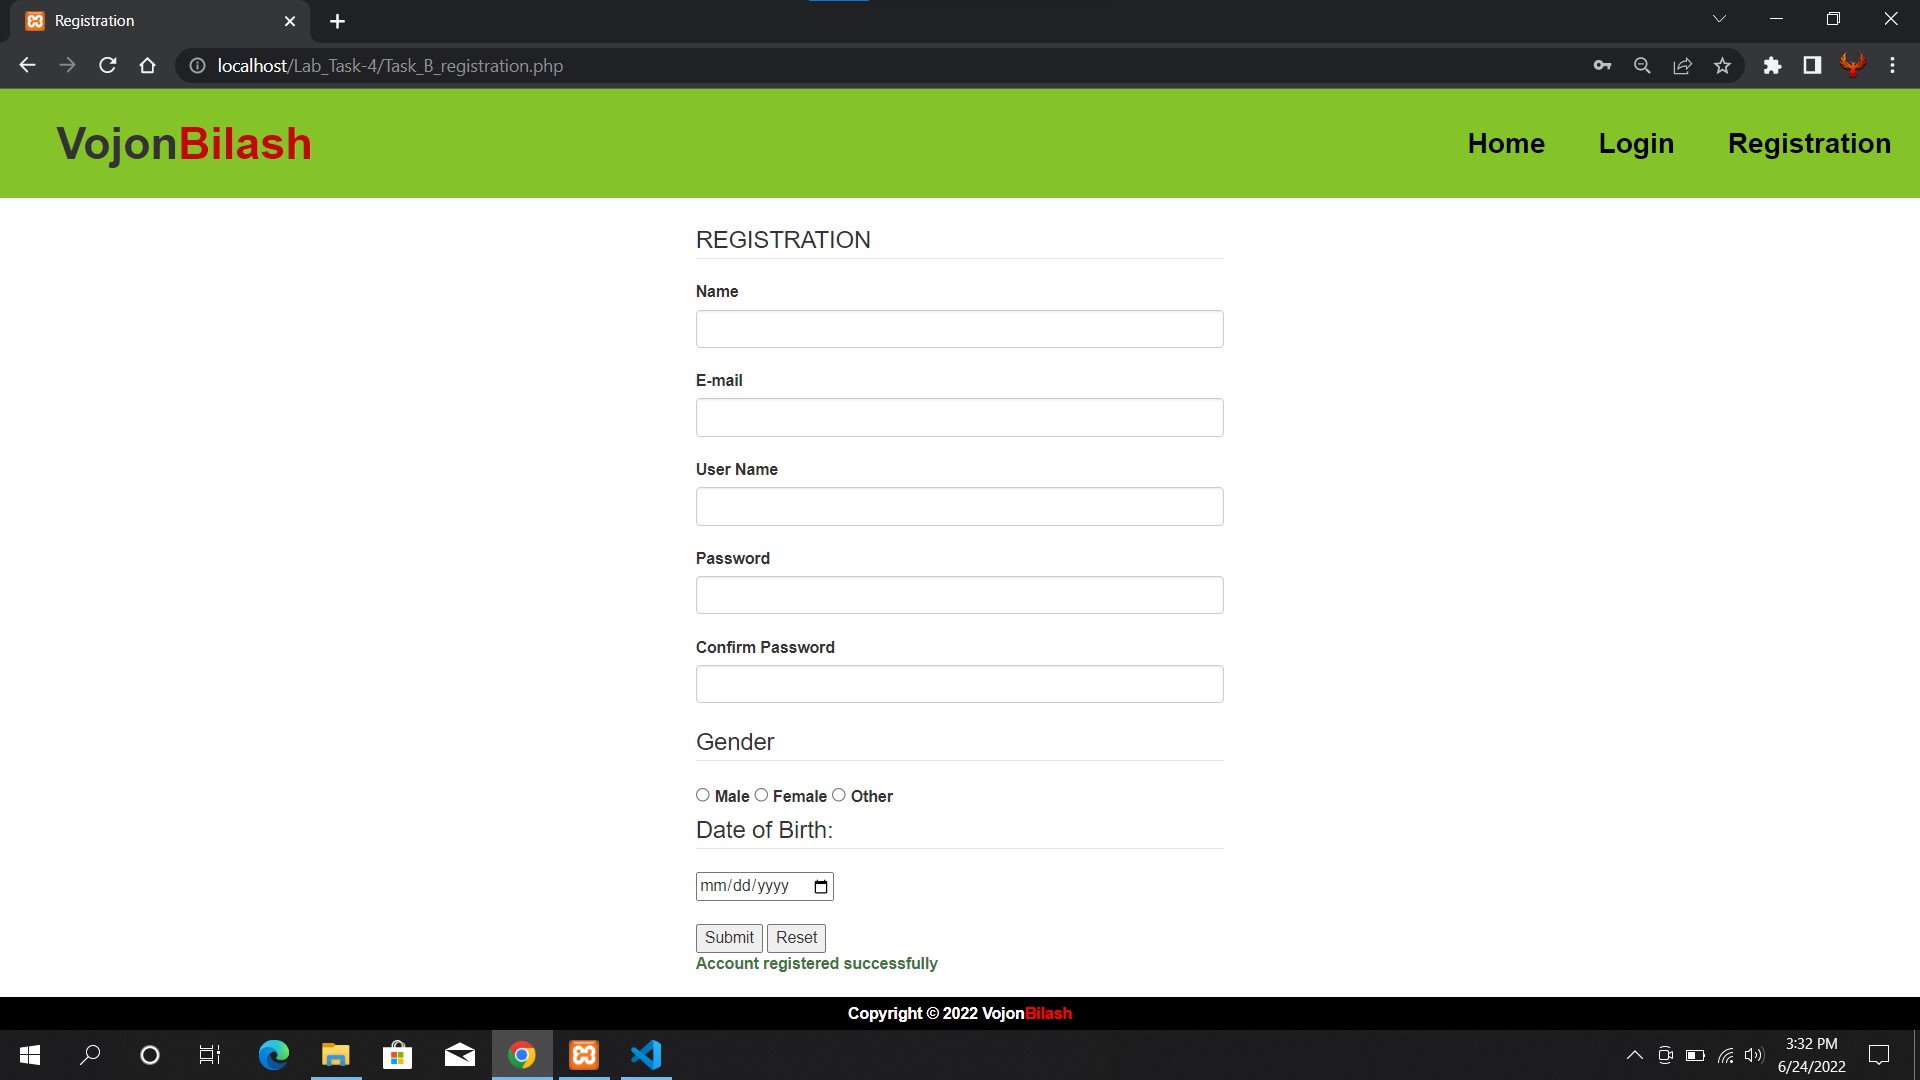 Registration
localhost/Lab_Task-4/Task_B_registration.php
VojonBilash
Home Login Registration
REGISTRATION
Name
E-mail
User Name
Password
Confirm Password
Gender
Male Female Other
Date of Birth:
mm/dd/yyyy
Submit Reset
Account registered successfully
Copyright © 2022 VojonBilash
3:32 PM
6/24/2022